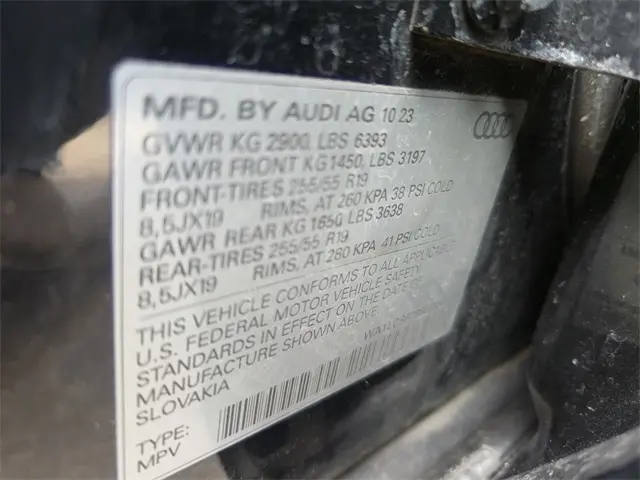 MFD. BY AUDI AG 10 23
GVWR KG 2900, LBS 6393
GAWR FRONT KG1450, LBS 3197
FRONT-TIRES 255/55 R19
8,5JX19 RIMS, AT 260 KPA 38 PSI COLD
GAWR REAR KG 1650, LBS 3638
REAR-TIRES 255/55 R19
8,5JX19 RIMS, AT 280 KPA 41 PSI COLD
THIS VEHICLE CONFORMS TO ALL APPLICABLE
U.S. FEDERAL MOTOR VEHICLE SAFETY
STANDARDS IN EFFECT ON THE DATE OF
MANUFACTURE SHOWN ABOVE.
SLOVAKIA
TYPE:
MPV